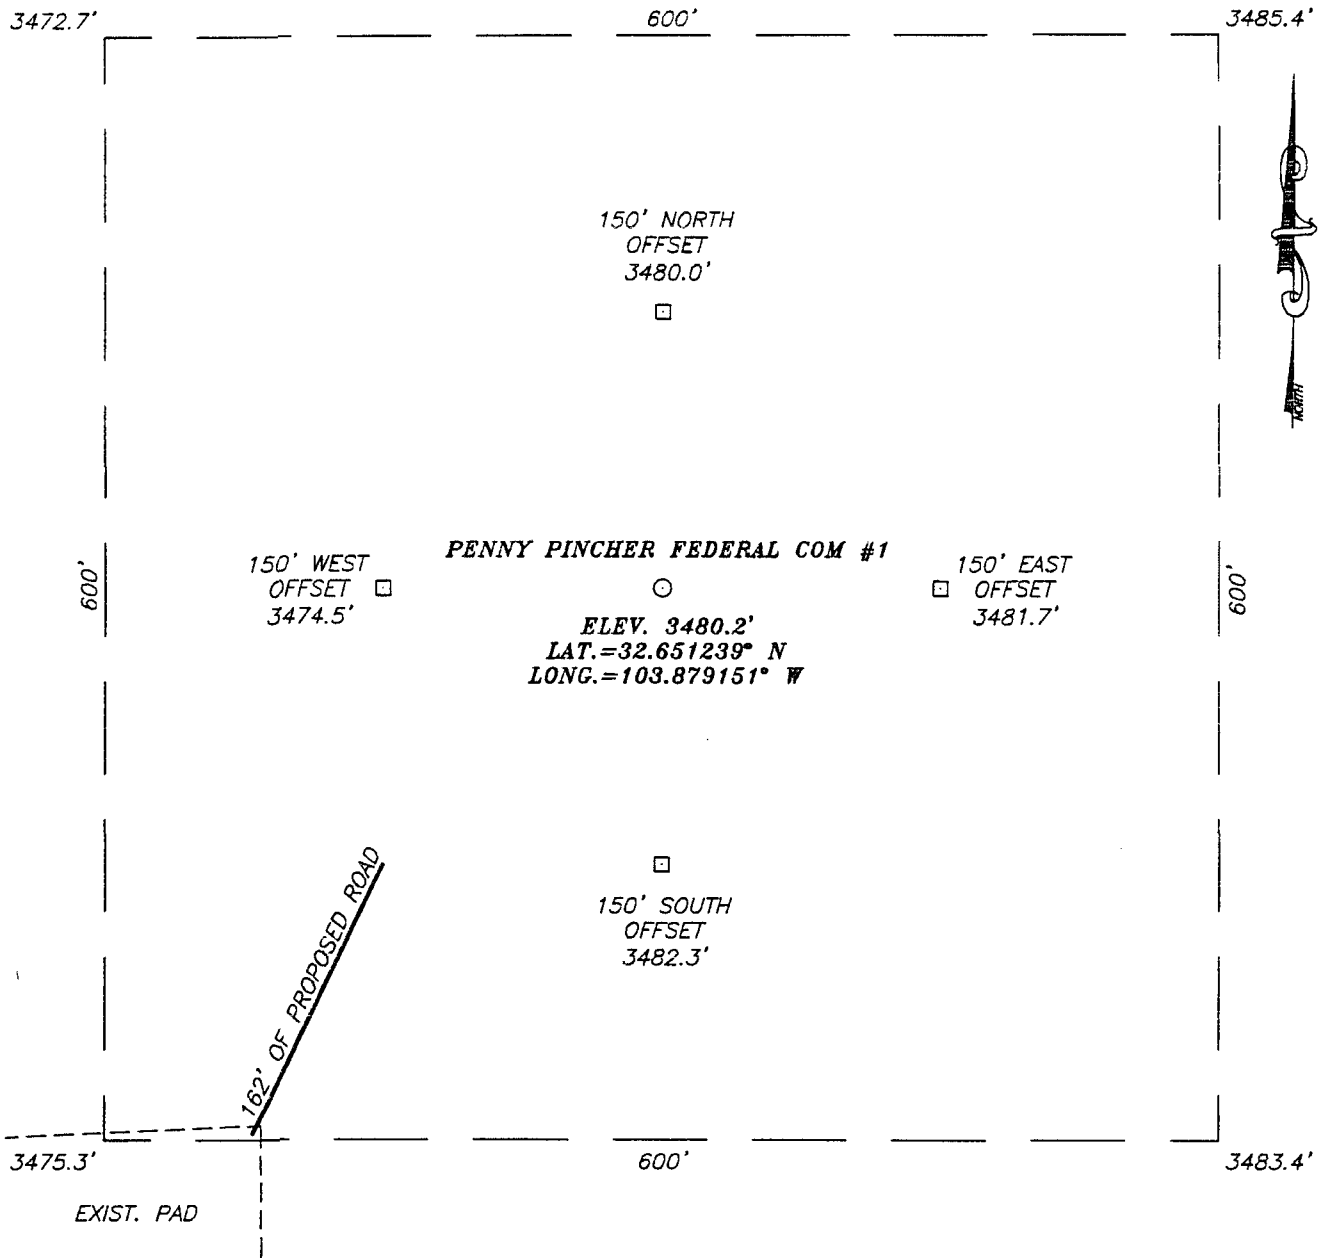 3472.7'
600'
3485.4'
NORTH
150' NORTH
OFFSET
3480.0'
600'
150' WEST
OFFSET
3474.5'
PENNY PINCHER FEDERAL COM #1
ELEV. 3480.2'
LAT.=32.651239° N
LONG.=103.879151° W
150' EAST
OFFSET
3481.7'
600'
150' SOUTH
OFFSET
3482.3'
162' OF PROPOSED ROAD
3475.3'
600'
3483.4'
EXIST. PAD